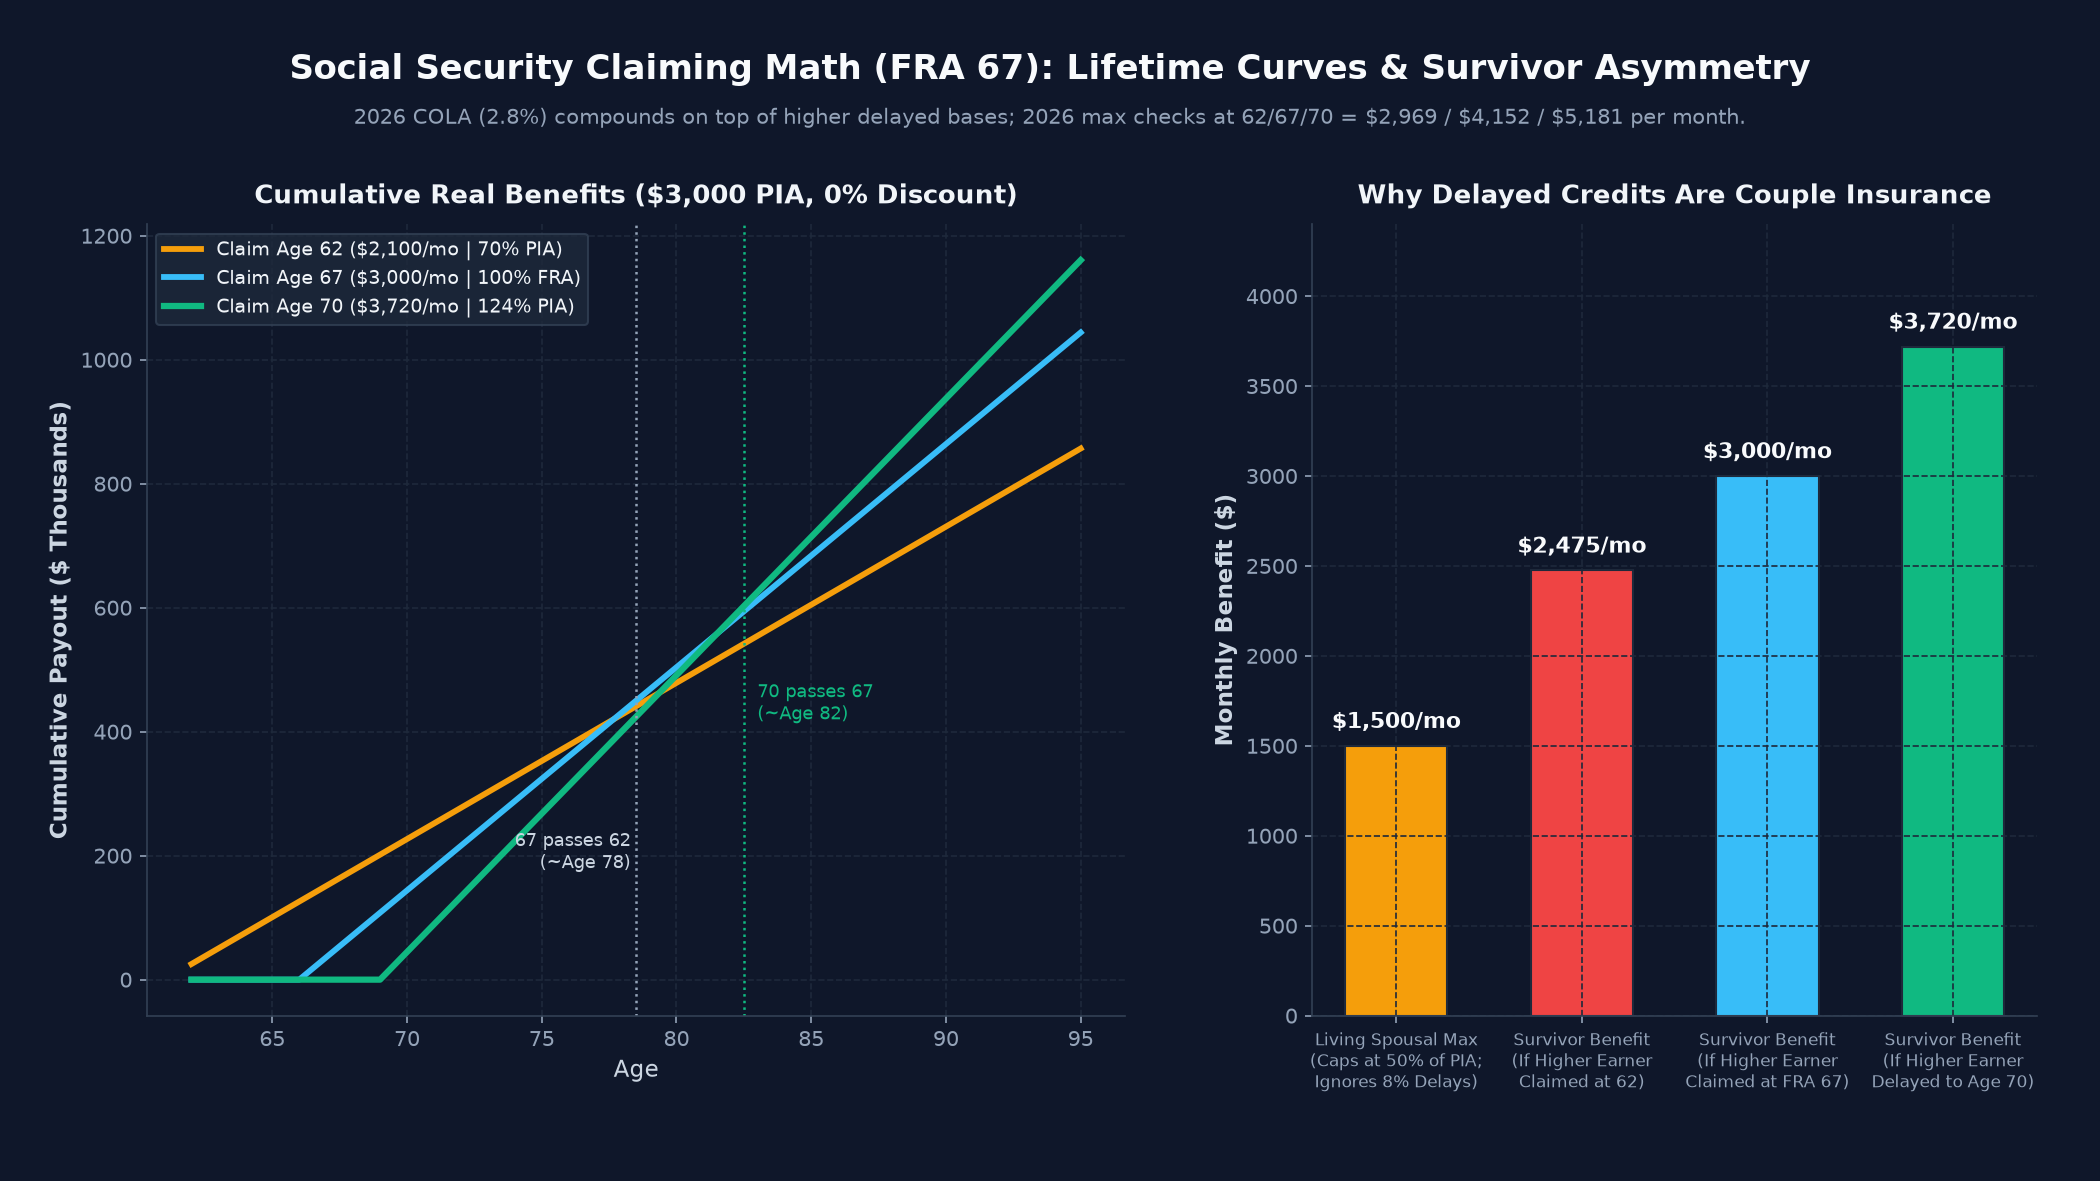 Social Security Claiming Math (FRA 67): Lifetime Curves & Survivor Asymmetry
2026 COLA (2.8%) compounds on top of higher delayed bases; 2026 max checks at 62/67/70 = $2,969 / $4,152 / $5,181 per month.
Cumulative Real Benefits ($3,000 PIA, 0% Discount)
Claim Age 62 ($2,100/mo | 70% PIA)
Claim Age 67 ($3,000/mo | 100% FRA)
Claim Age 70 ($3,720/mo | 124% PIA)
Cumulative Payout ($ Thousands)
1200
1000
800
600
400
200
0
70 passes 67
(~Age 82)
67 passes 62
(~Age 78)
65
70
75
80
85
90
95
Age
Why Delayed Credits Are Couple Insurance
Monthly Benefit ($)
4000
3500
3000
2500
2000
1500
1000
500
0
$1,500/mo
$2,475/mo
$3,000/mo
$3,720/mo
Living Spousal Max
(Caps at 50% of PIA;
Ignores 8% Delays)
Survivor Benefit
(If Higher Earner
Claimed at 62)
Survivor Benefit
(If Higher Earner
Claimed at FRA 67)
Survivor Benefit
(If Higher Earner
Delayed to Age 70)